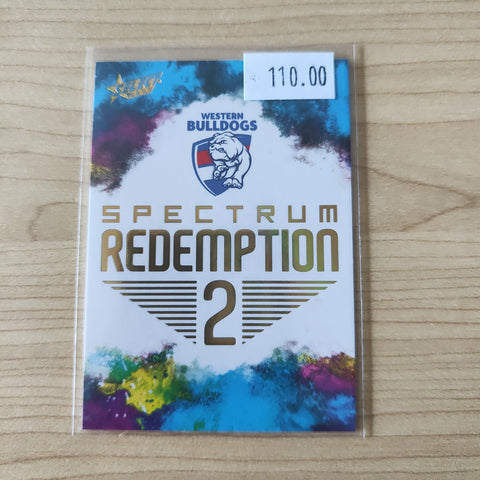 110.00
WESTERN
BULLDOGS
SPECTRUM
REDEMPTION
2